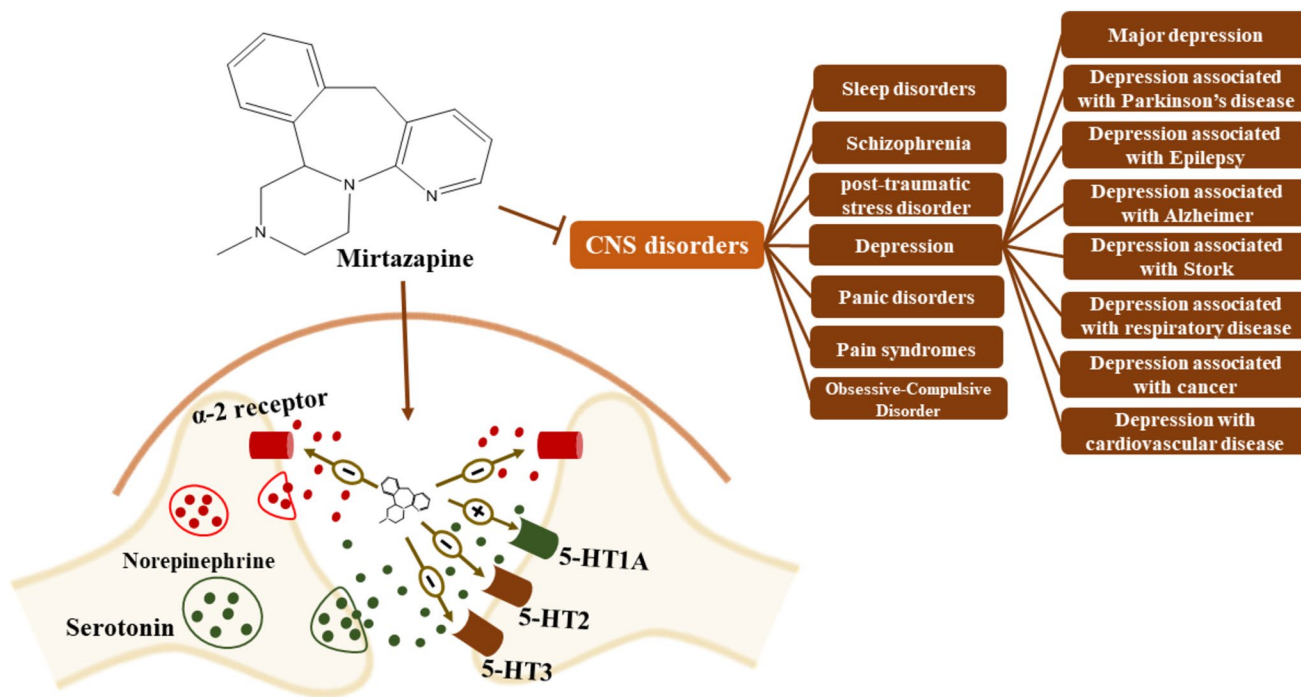 N
N
N
Mirtazapine
CNS disorders
Sleep disorders
Schizophrenia
post-traumatic
stress disorder
Depression
Panic disorders
Pain syndromes
Obsessive-Compulsive
Disorder
Major depression
Depression associated
with Parkinson's disease
Depression associated
with Epilepsy
Depression associated
with Alzheimer
Depression associated
with Stork
Depression associated
with respiratory disease
Depression associated
with cancer
Depression with
cardiovascular disease
α-2 receptor
Norepinephrine
Serotonin
−
−
+
−
−
5-HT1A
5-HT2
5-HT3